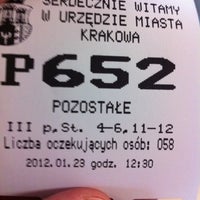 SERDECZNIE WITAMY
W URZĘDZIE MIASTA
KRAKOWA
P652
POZOSTAŁE
III p.St. 4-6,11-12
Liczba oczekujących osób: 058
2012.01.23 godz. 12:30